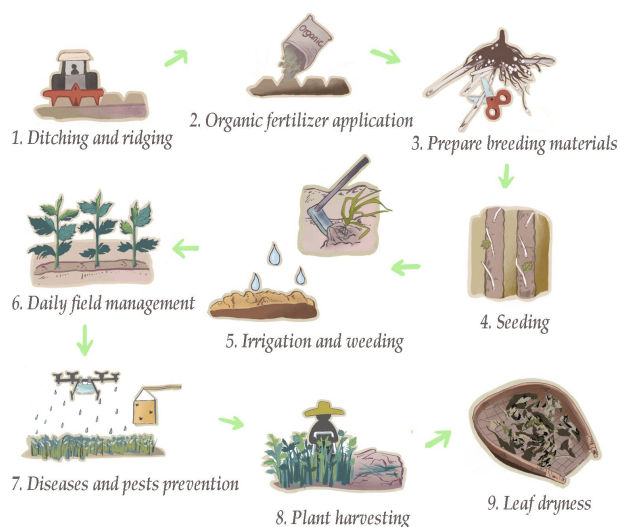 Organic
1. Ditching and ridging
2. Organic fertilizer application
3. Prepare breeding materials
6. Daily field management
5. Irrigation and weeding
4. Seeding
7. Diseases and pests prevention
8. Plant harvesting
9. Leaf dryness